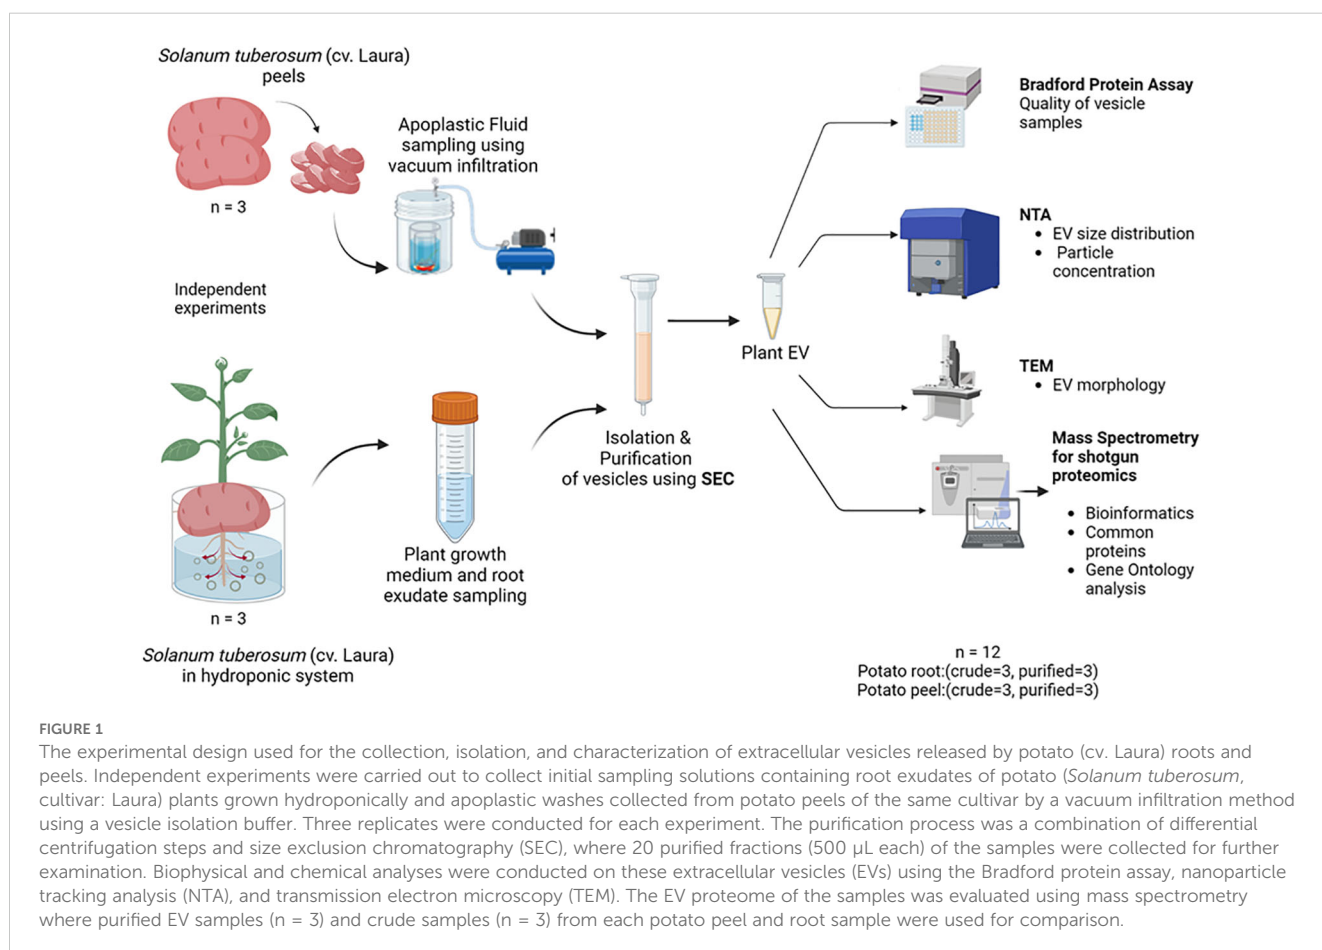 Solanum tuberosum (cv. Laura)
peels
n = 3
Apoplastic Fluid
sampling using
vacuum infiltration
Independent
experiments
n = 3
Solanum tuberosum (cv. Laura)
in hydroponic system
Plant growth
medium and root
exudate sampling
Isolation &
Purification
of vesicles using SEC
Plant EV
Bradford Protein Assay
Quality of vesicle
samples
NTA
• EV size distribution
• Particle
concentration
TEM
• EV morphology
Mass Spectrometry
for shotgun
proteomics
• Bioinformatics
• Common
proteins
• Gene Ontology
analysis
n = 12
Potato root:(crude=3, purified=3)
Potato peel:(crude=3, purified=3)
FIGURE 1
The experimental design used for the collection, isolation, and characterization of extracellular vesicles released by potato (cv. Laura) roots and
peels. Independent experiments were carried out to collect initial sampling solutions containing root exudates of potato (Solanum tuberosum,
cultivar: Laura) plants grown hydroponically and apoplastic washes collected from potato peels of the same cultivar by a vacuum infiltration method
using a vesicle isolation buffer. Three replicates were conducted for each experiment. The purification process was a combination of differential
centrifugation steps and size exclusion chromatography (SEC), where 20 purified fractions (500 µL each) of the samples were collected for further
examination. Biophysical and chemical analyses were conducted on these extracellular vesicles (EVs) using the Bradford protein assay, nanoparticle
tracking analysis (NTA), and transmission electron microscopy (TEM). The EV proteome of the samples was evaluated using mass spectrometry
where purified EV samples (n = 3) and crude samples (n = 3) from each potato peel and root sample were used for comparison.